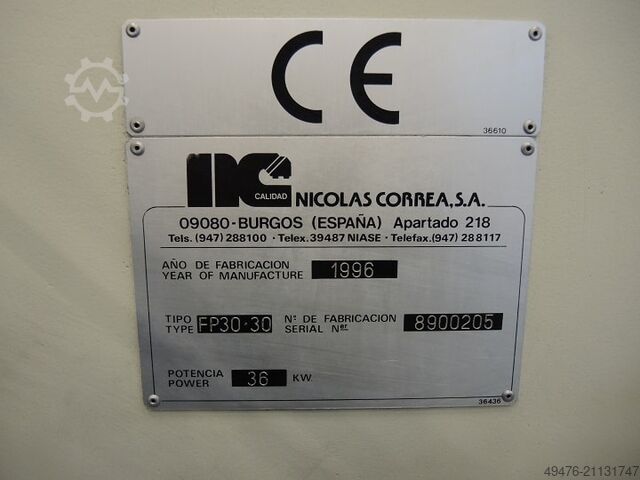 CE
36610
nc
CALIDAD
NICOLAS CORREA, S.A.
09080-BURGOS (ESPAÑA) Apartado 218
Tels. (947) 288100 · Telex. 39487 NIASE · Telefax. (947) 288117
AÑO DE FABRICACION
YEAR OF MANUFACTURE 1996
TIPO Nº DE FABRICACION
TYPE FP30·30 SERIAL Ner 8900205
POTENCIA
POWER 36 KW.
36436
49476-21131747